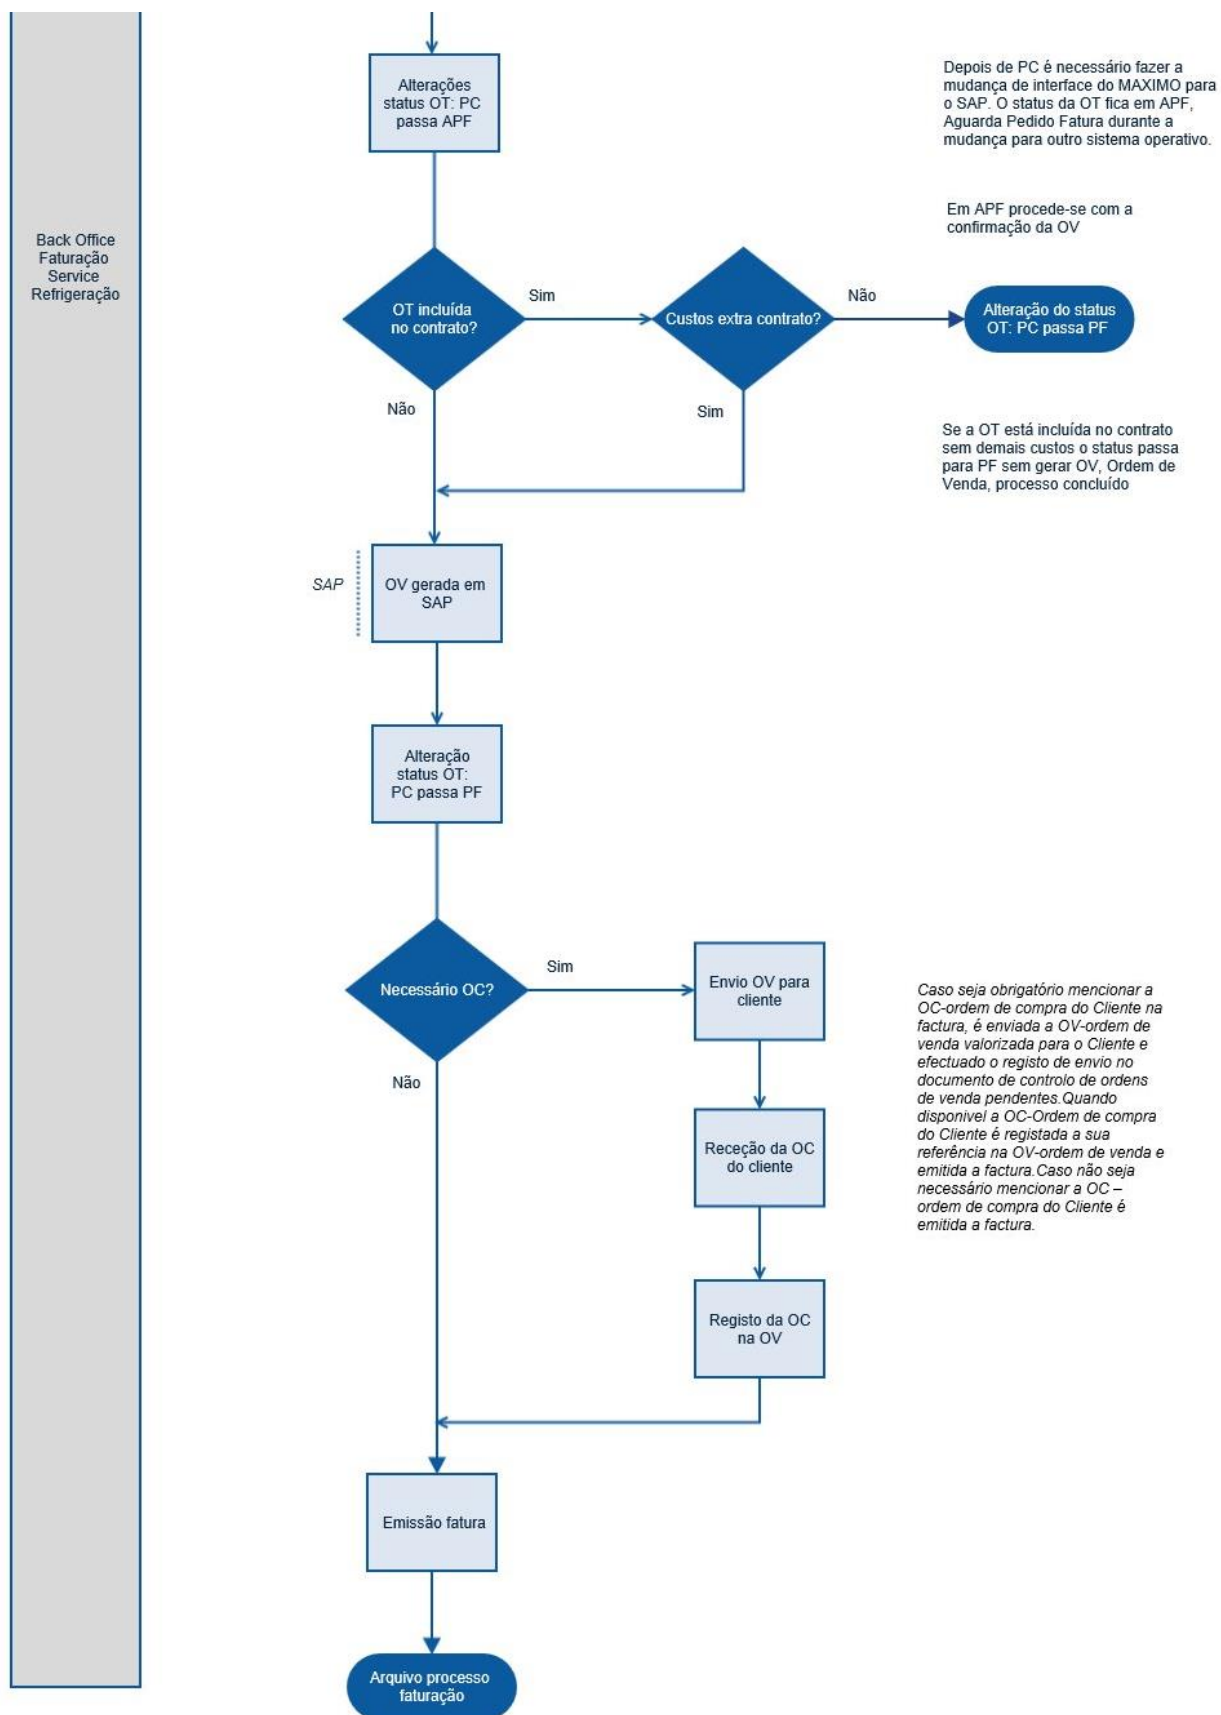 Alterações
status OT: PC
passa APF
Depois de PC é necessário fazer a
mudança de interface do MAXIMO para
o SAP. O status da OT fica em APF,
Aguarda Pedido Fatura durante a
mudança para outro sistema operativo.
Em APF procede-se com a
confirmação da OV
Back Office
Faturação
Service
Refrigeração
OT incluída
no contrato?
Sim
Custos extra contrato?
Não
Alteração do status
OT: PC passa PF
Não
Sim
Se a OT está incluída no contrato
sem demais custos o status passa
para PF sem gerar OV, Ordem de
Venda, processo concluído
SAP
OV gerada em
SAP
Alteração
status OT:
PC passa PF
Necessário OC?
Sim
Envio OV para
cliente
Não
Receção da OC
do cliente
Registo da OC
na OV
Caso seja obrigatório mencionar a
OC-ordem de compra do Cliente na
factura, é enviada a OV-ordem de
venda valorizada para o Cliente e
efectuado o registo de envio no
documento de controlo de ordens
de venda pendentes.Quando
disponivel a OC-Ordem de compra
do Cliente é registada a sua
referência na OV-ordem de venda e
emitida a factura.Caso não seja
necessário mencionar a OC –
ordem de compra do Cliente é
emitida a factura.
Emissão fatura
Arquivo processo
faturação